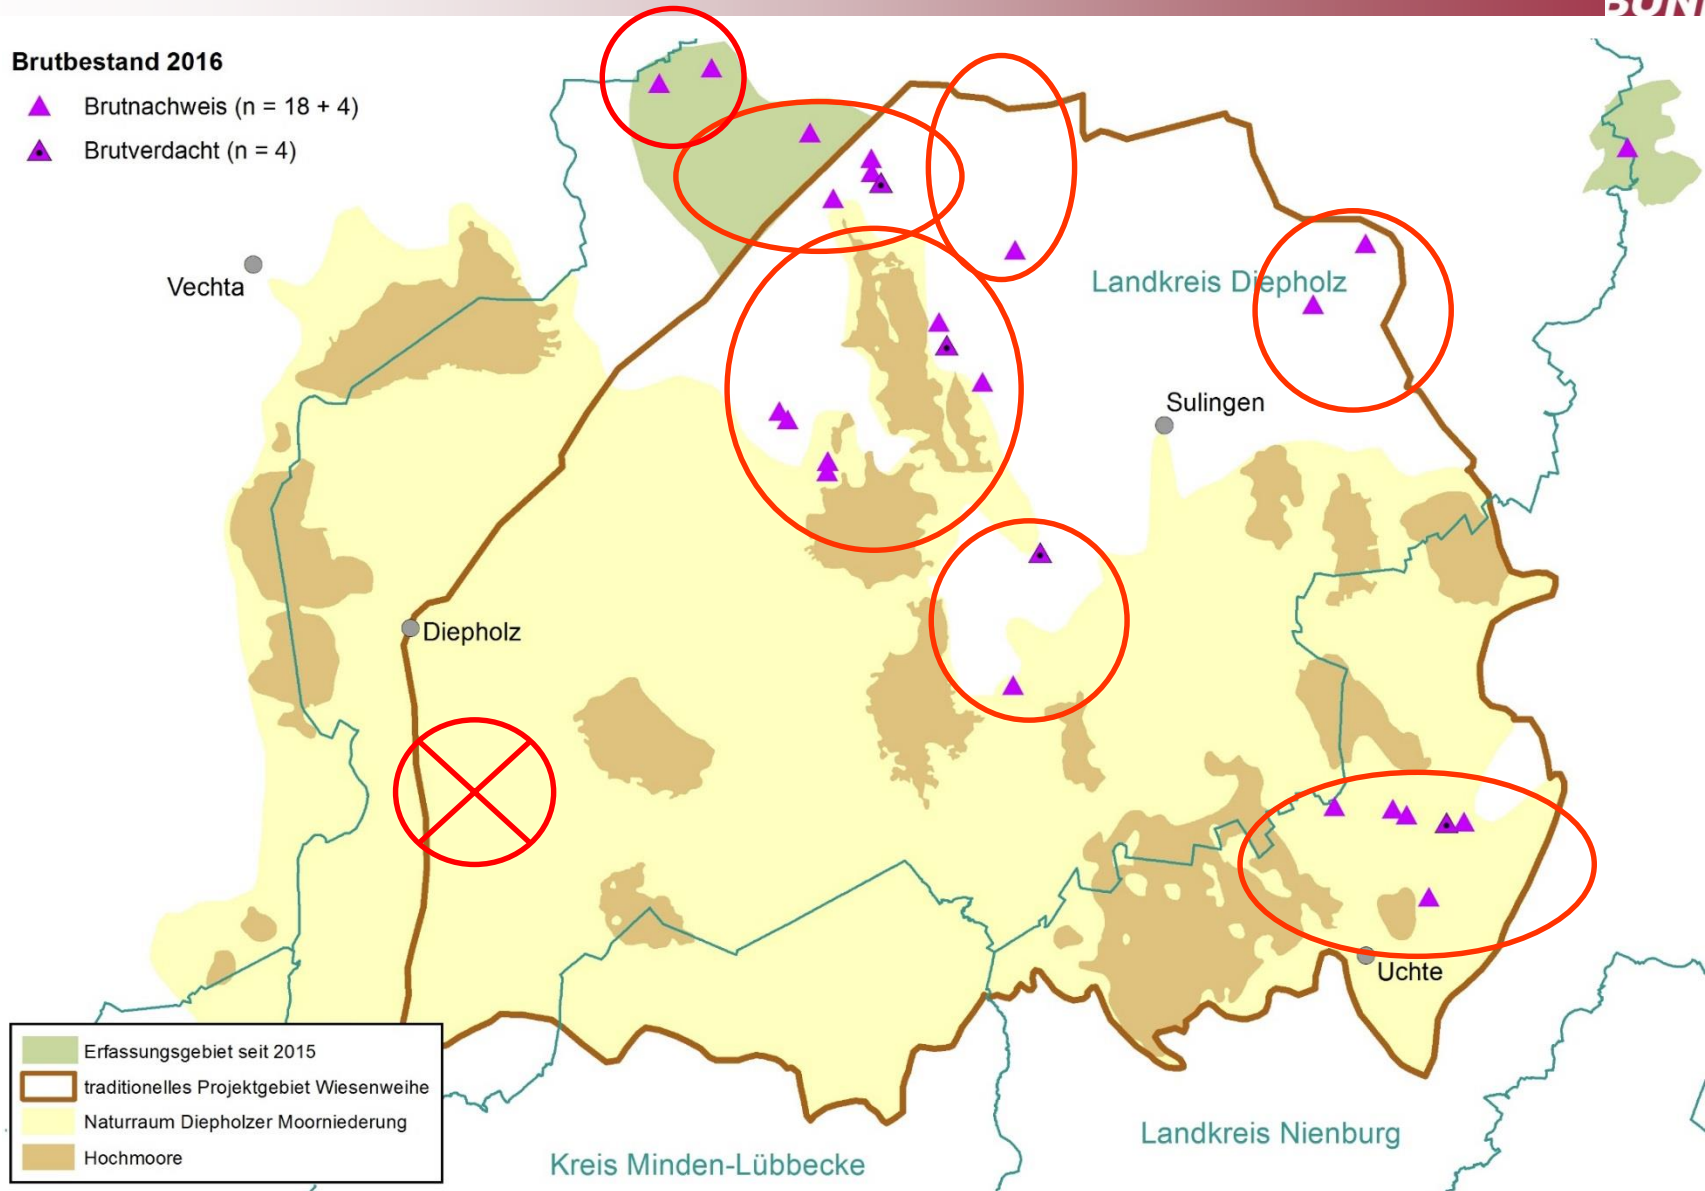 Brutbestand 2016
Brutnachweis (n = 18 + 4)
Brutverdacht (n = 4)
Vechta
Landkreis Diepholz
Sulingen
Diepholz
Uchte
Erfassungsgebiet seit 2015
traditionelles Projektgebiet Wiesenweihe
Naturraum Diepholzer Moorniederung
Hochmoore
Kreis Minden-Lübbecke
Landkreis Nienburg